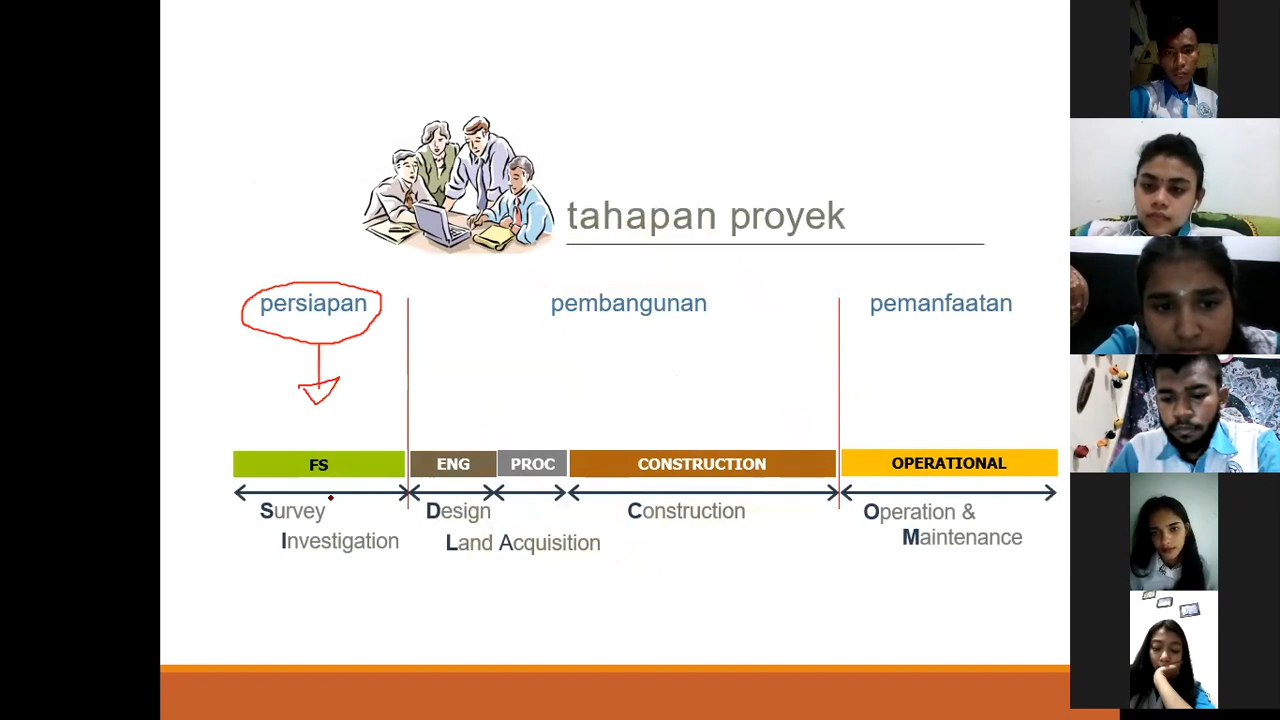 tahapan proyek
persiapan
pembangunan
pemanfaatan
FS
ENG
PROC
CONSTRUCTION
OPERATIONAL
Survey
Investigation
Design
Land Acquisition
Construction
Operation &
Maintenance